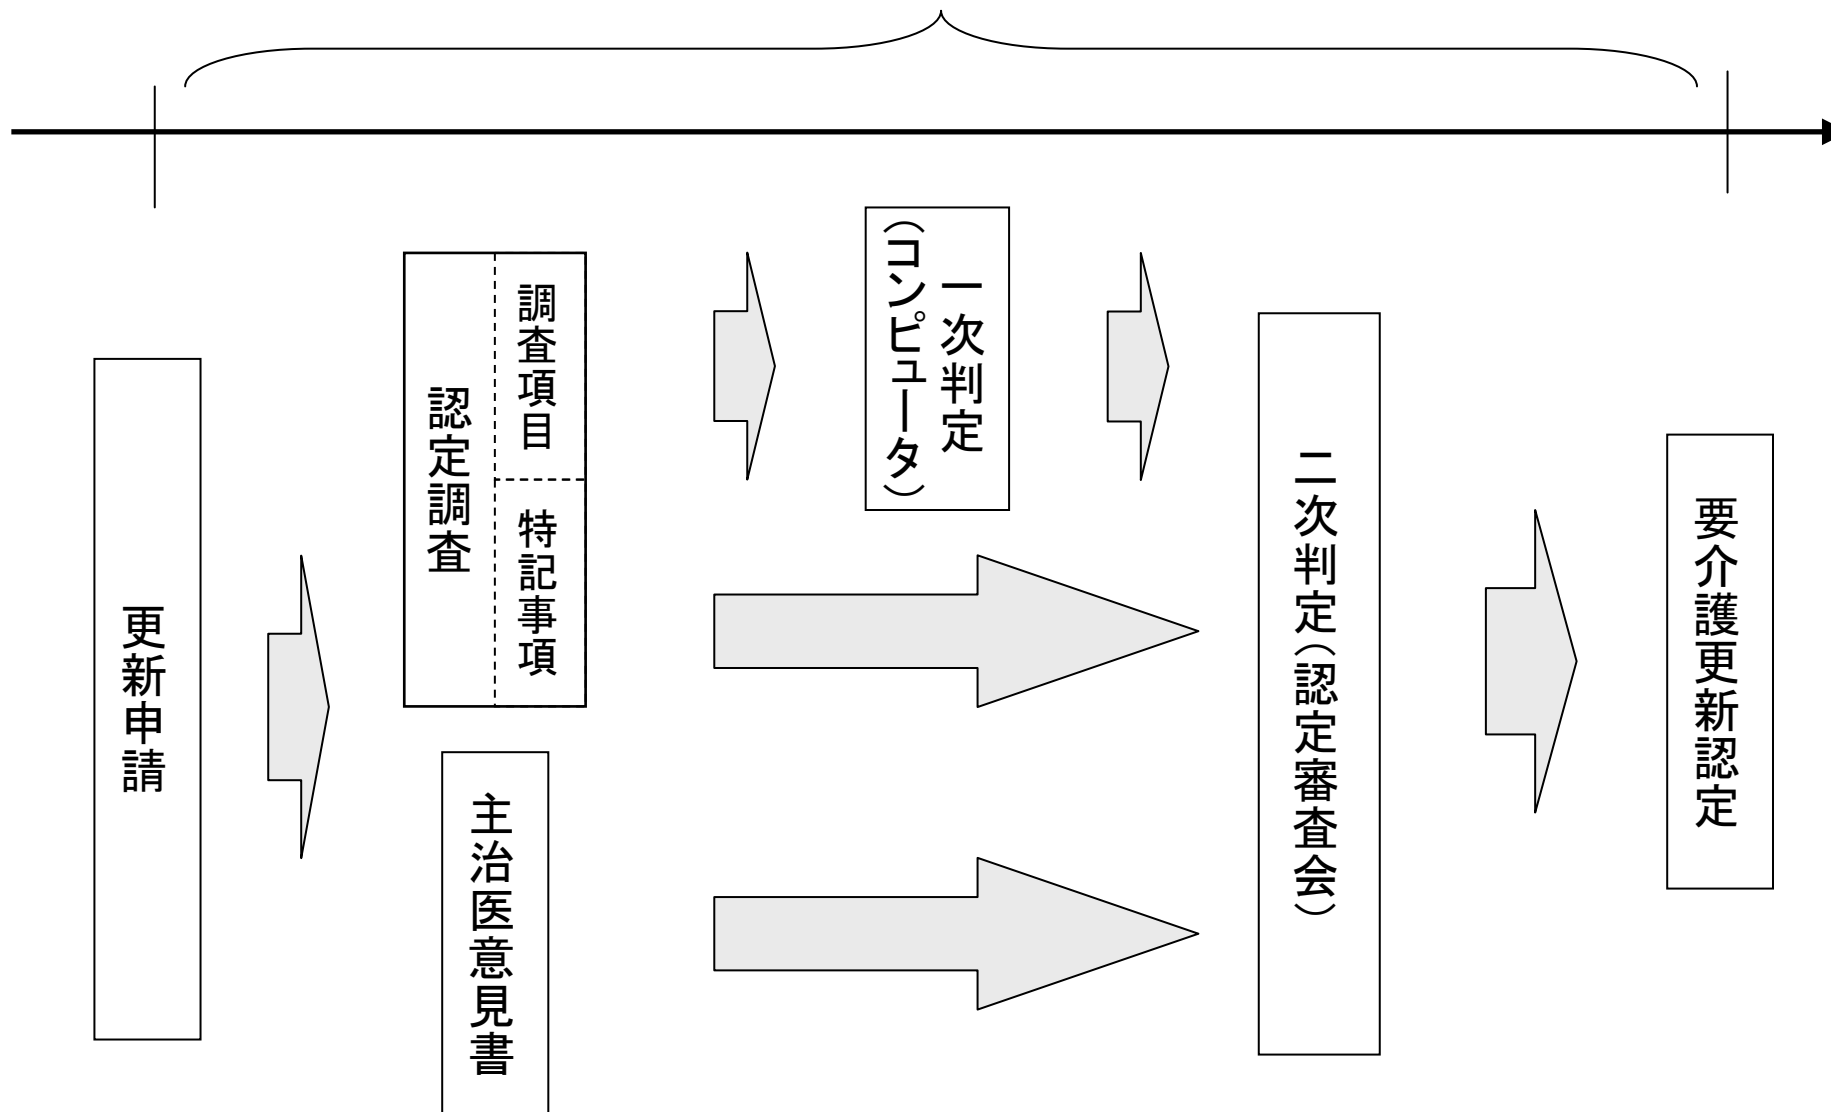 更新申請
認定調査
調査項目
特記事項
主治医意見書
一次判定
（コンピュータ）
二次判定（認定審査会）
要介護更新認定